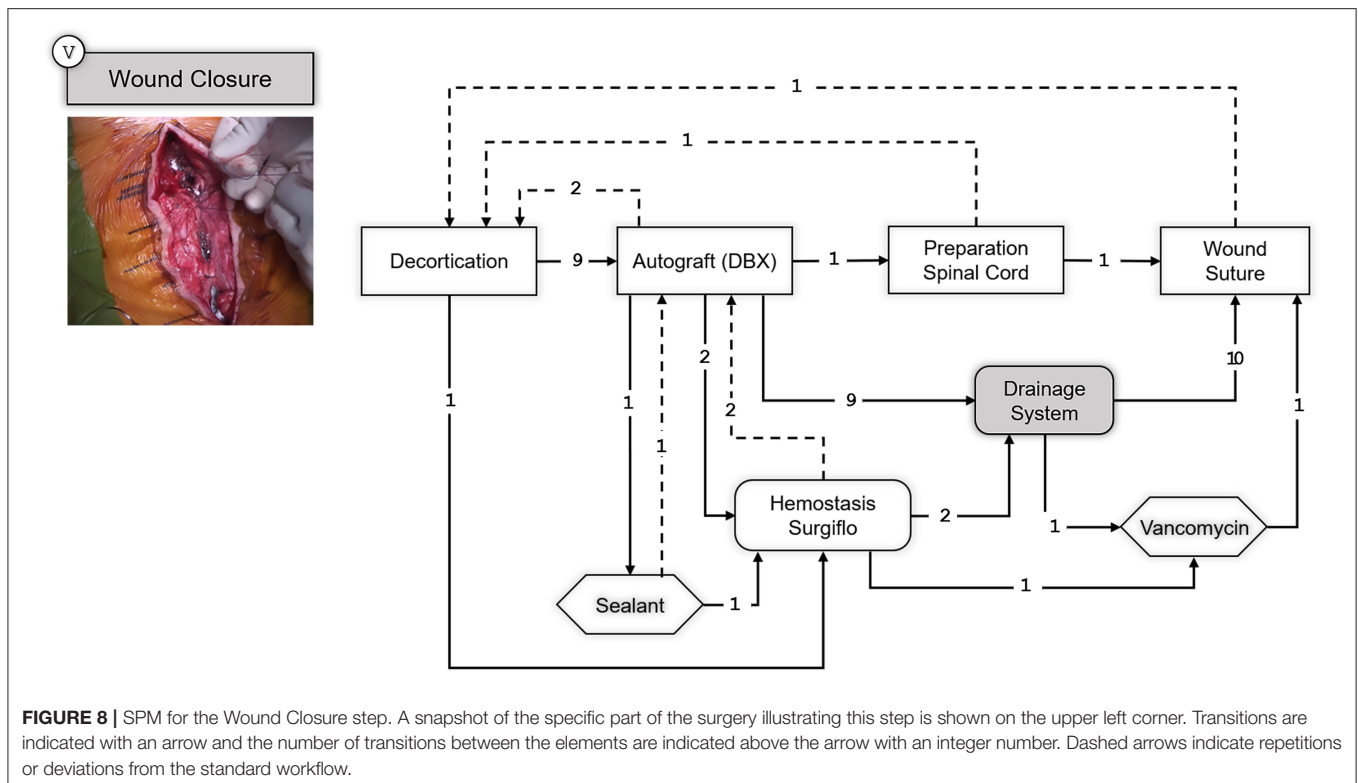 V
Wound Closure
1
1
2
Decortication
9
Autograft (DBX)
1
Preparation
Spinal Cord
1
Wound
Suture
1
1
1
2
2
9
Drainage
System
10
1
Hemostasis
Surgiflo
2
1
Vancomycin
1
Sealant
1
FIGURE 8 | SPM for the Wound Closure step. A snapshot of the specific part of the surgery illustrating this step is shown on the upper left corner. Transitions are
indicated with an arrow and the number of transitions between the elements are indicated above the arrow with an integer number. Dashed arrows indicate repetitions
or deviations from the standard workflow.